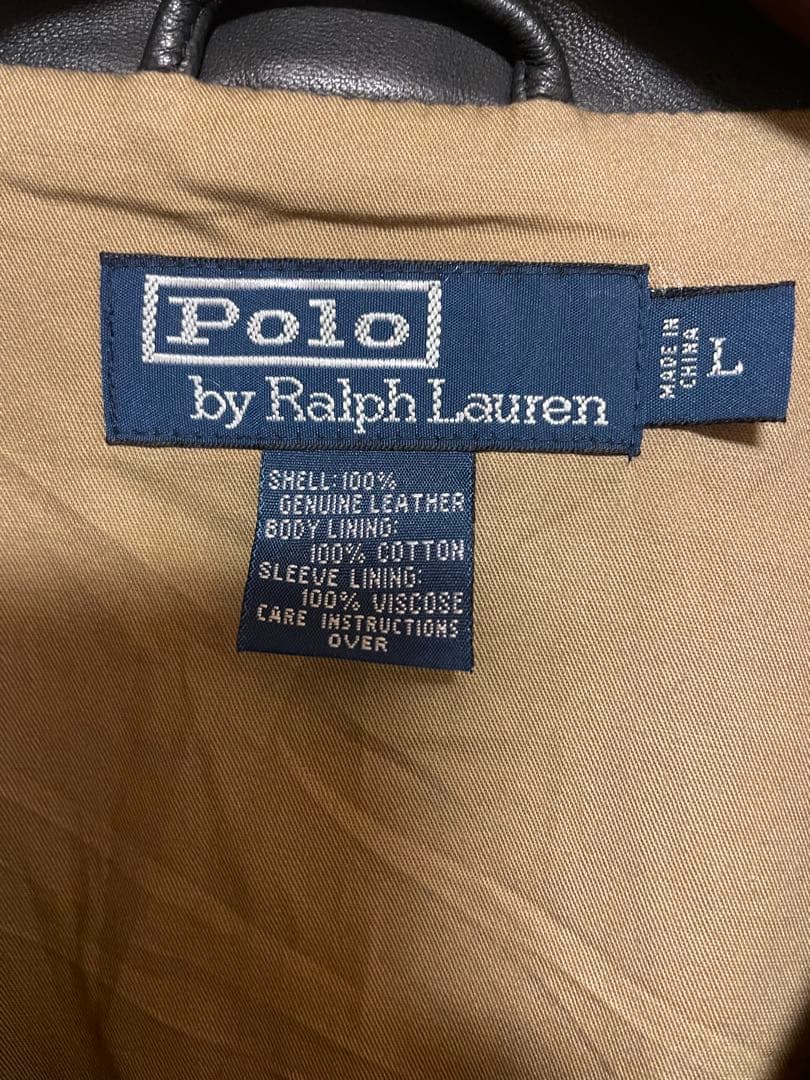 Polo
by Ralph Lauren
MADE IN
CHINA
L
SHELL:100%
GENUINE LEATHER
BODY LINING:
100% COTTON
SLEEVE LINING:
100% VISCOSE
CARE INSTRUCTIONS
OVER